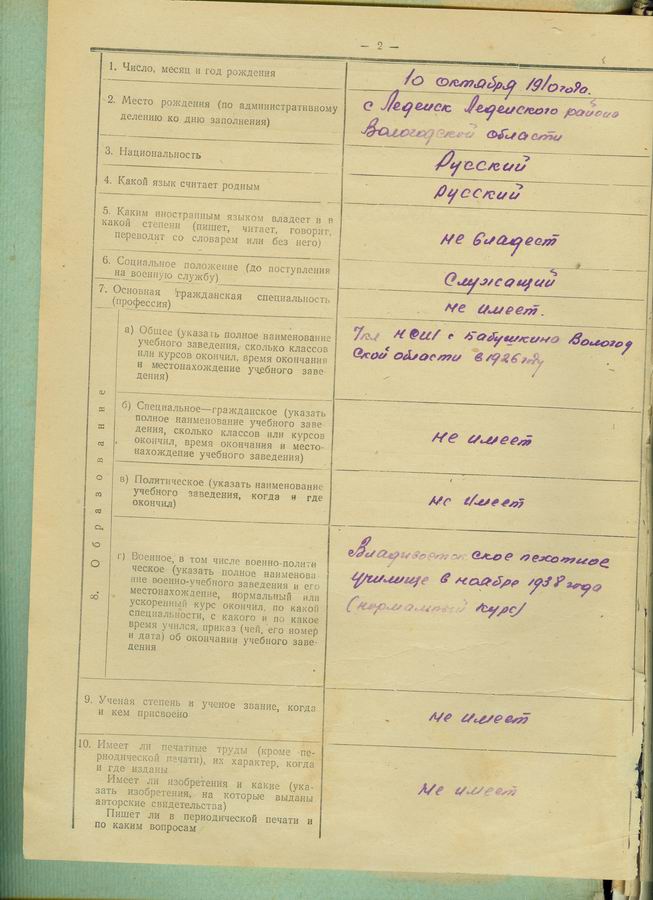 — 2 —
1. Число, месяц и год рождения
10 октября 1910 года.
2. Место рождения (по административному
делению ко дню заполнения)
с Леденск Леденского района
Вологодской области
3. Национальность
Русский
4. Какой язык считает родным
Русский
5. Каким иностранным языком владеет и в
какой степени (пишет, читает, говорит,
переводит со словарем или без него)
не владеет
6. Социальное положение (до поступления
на военную службу)
Служащий
7. Основная гражданская специальность
(профессия)
не имеет.
8. Образование
а) Общее (указать полное наименование
учебного заведения, сколько классов
или курсов окончил, время окончания
и местонахождение учебного заве
дения)
7кл НСШ с Бабушкина Вологод
ской области в 1926 году
б) Специальное—гражданское (указать
полное наименование учебного заве
дения, сколько классов или курсов
окончил, время окончания и место-
нахождение учебного заведения)
не имеет
в) Политическое (указать наименование
учебного заведения, когда и где
окончил)
не имеет
г) Военное, в том числе военно-полити
ческое (указать полное наименова-
ние военно-учебного заведения и его
местонахождение, нормальный или
ускоренный курс окончил, по какой
специальности, с какого и по какое
время учился, приказ (чей, его номер
и дата) об окончании учебного заве-
дения
Владивостокское пехотное
училище в ноябре 1938 года
(нормальный курс)
9. Ученая степень и ученое звание, когда
и кем присвоено
не имеет
10. Имеет ли печатные труды (кроме пе-
риодической печати), их характер, когда
и где изданы
Имеет ли изобретения и какие (ука-
зать изобретения, на которые выданы
авторские свидетельства)
Пишет ли в периодической печати и
по каким вопросам
не имеет